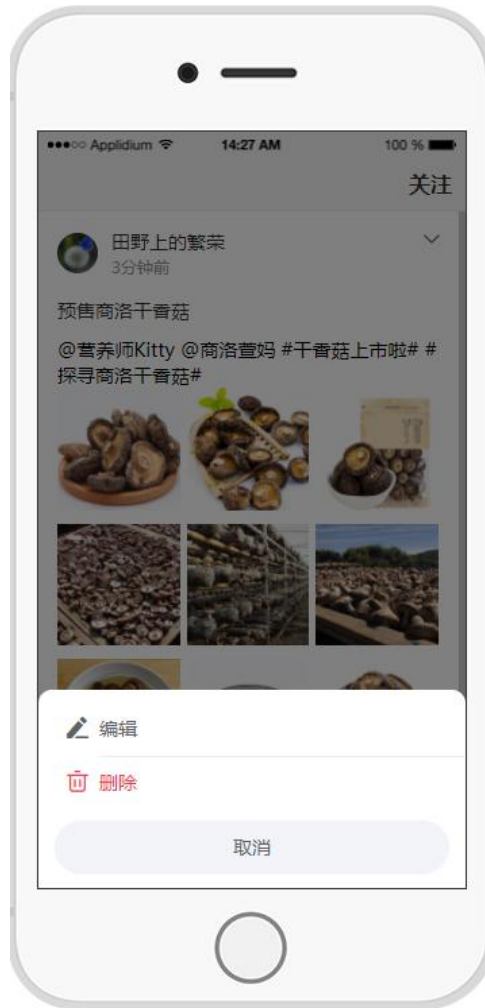 Applidium 14:27 AM 100 %
关注
田野上的繁荣
3分钟前
预售商洛干香菇
@营养师Kitty @商洛萱妈 #干香菇上市啦# #
探寻商洛干香菇#
编辑
删除
取消